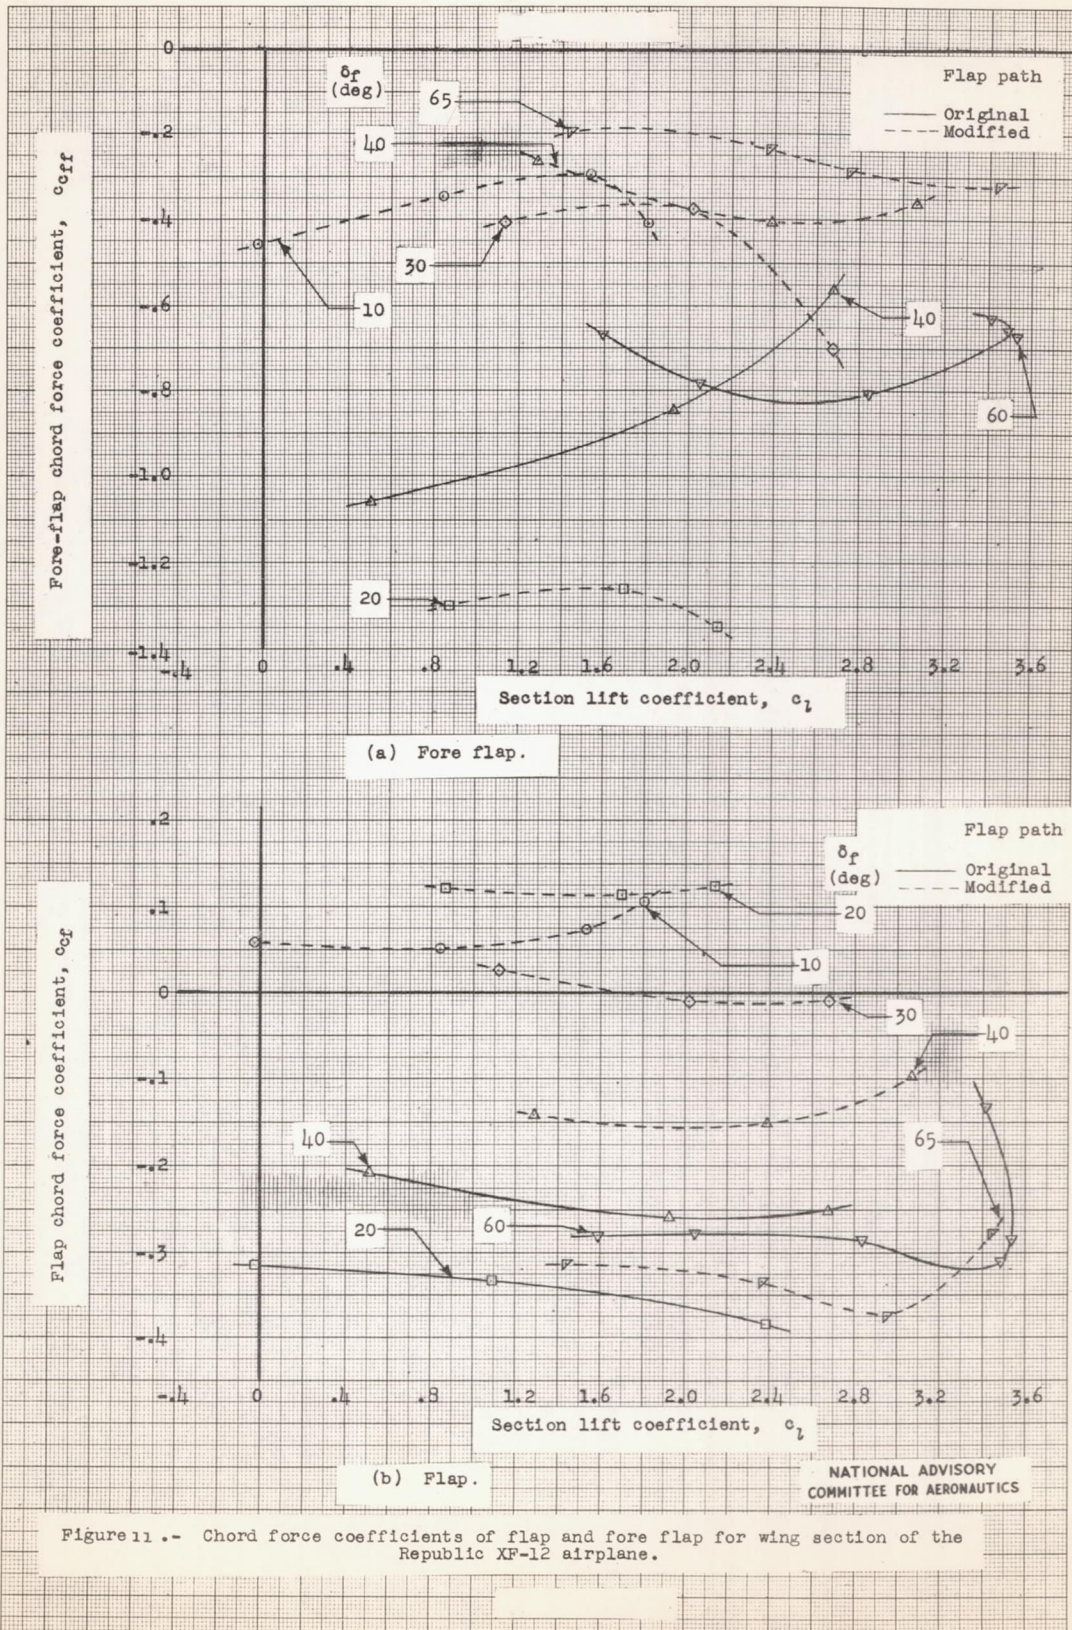 0
-.2
-.4
-.6
-.8
-1.0
-1.2
-1.4
Fore-flap chord force coefficient, ccff
δf
(deg)
65
40
30
10
40
60
20
Flap path
Original
Modified
-.4
0
.4
.8
1.2
1.6
2.0
2.4
2.8
3.2
3.6
Section lift coefficient, cl
(a) Fore flap.
.2
.1
0
-.1
-.2
-.3
-.4
Flap chord force coefficient, ccf
Flap path
δf
(deg)
Original
Modified
20
10
30
40
65
40
20
60
-.4
0
.4
.8
1.2
1.6
2.0
2.4
2.8
3.2
3.6
Section lift coefficient, cl
(b) Flap.
NATIONAL ADVISORY
COMMITTEE FOR AERONAUTICS
Figure 11 .- Chord force coefficients of flap and fore flap for wing section of the
Republic XF-12 airplane.